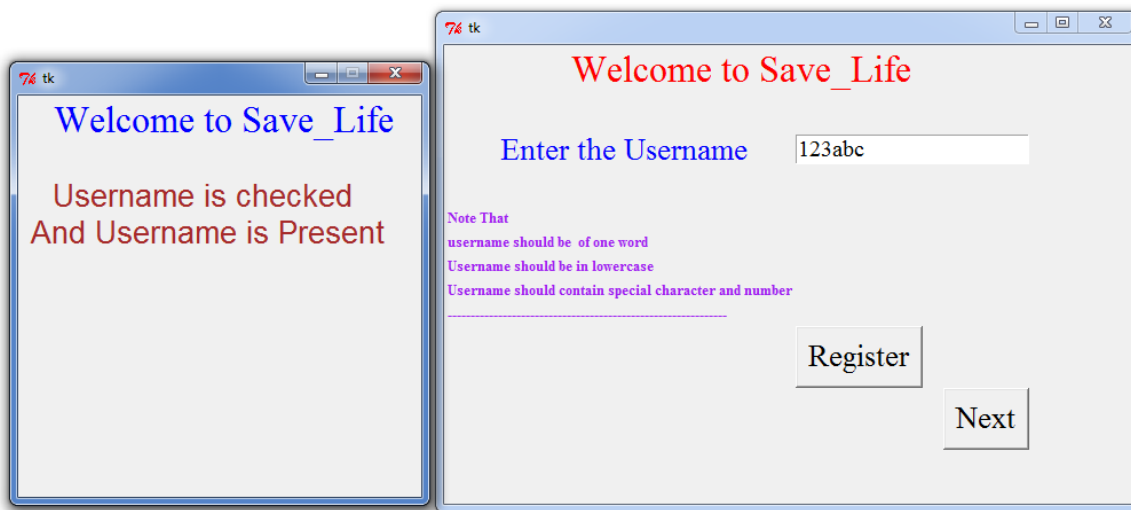 tk
Welcome to Save_Life
Username is checked
And Username is Present
tk
Welcome to Save_Life
Enter the Username
123abc
Note That
username should be of one word
Username should be in lowercase
Username should contain special character and number
-------------------------------------------------------------
Register
Next